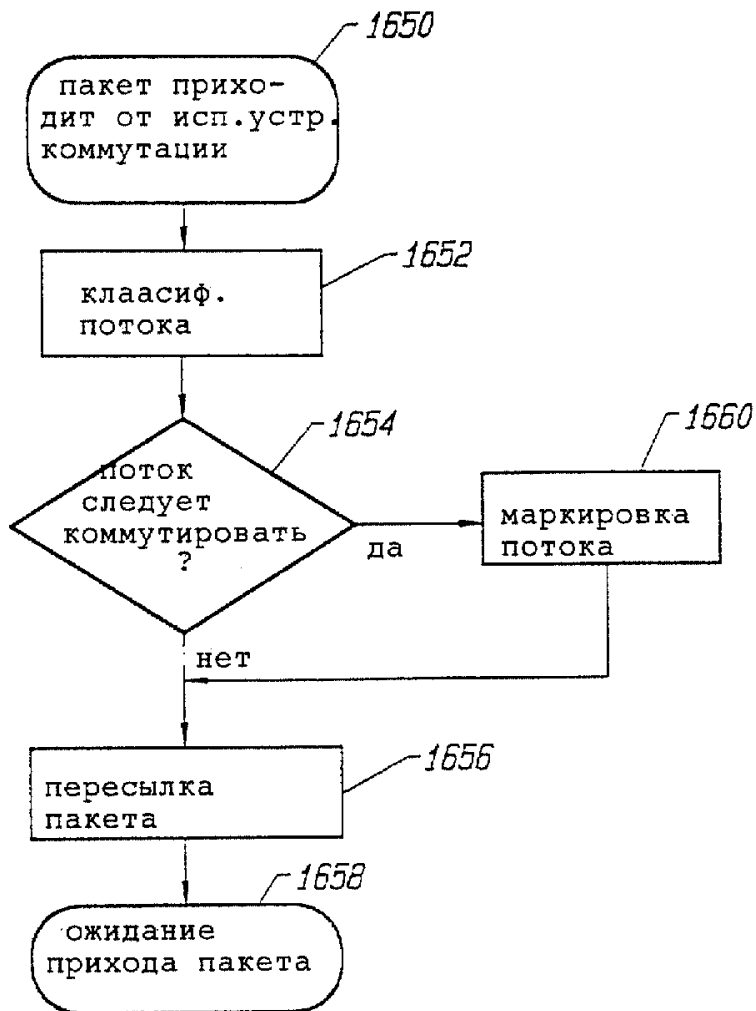 1650
пакет прихо-
дит от исп.устр.
коммутации
1652
клаасиф.
потока
1654
поток
следует
коммутировать
?
да
1660
маркировка
потока
нет
1656
пересылка
пакета
1658
ожидание
прихода пакета